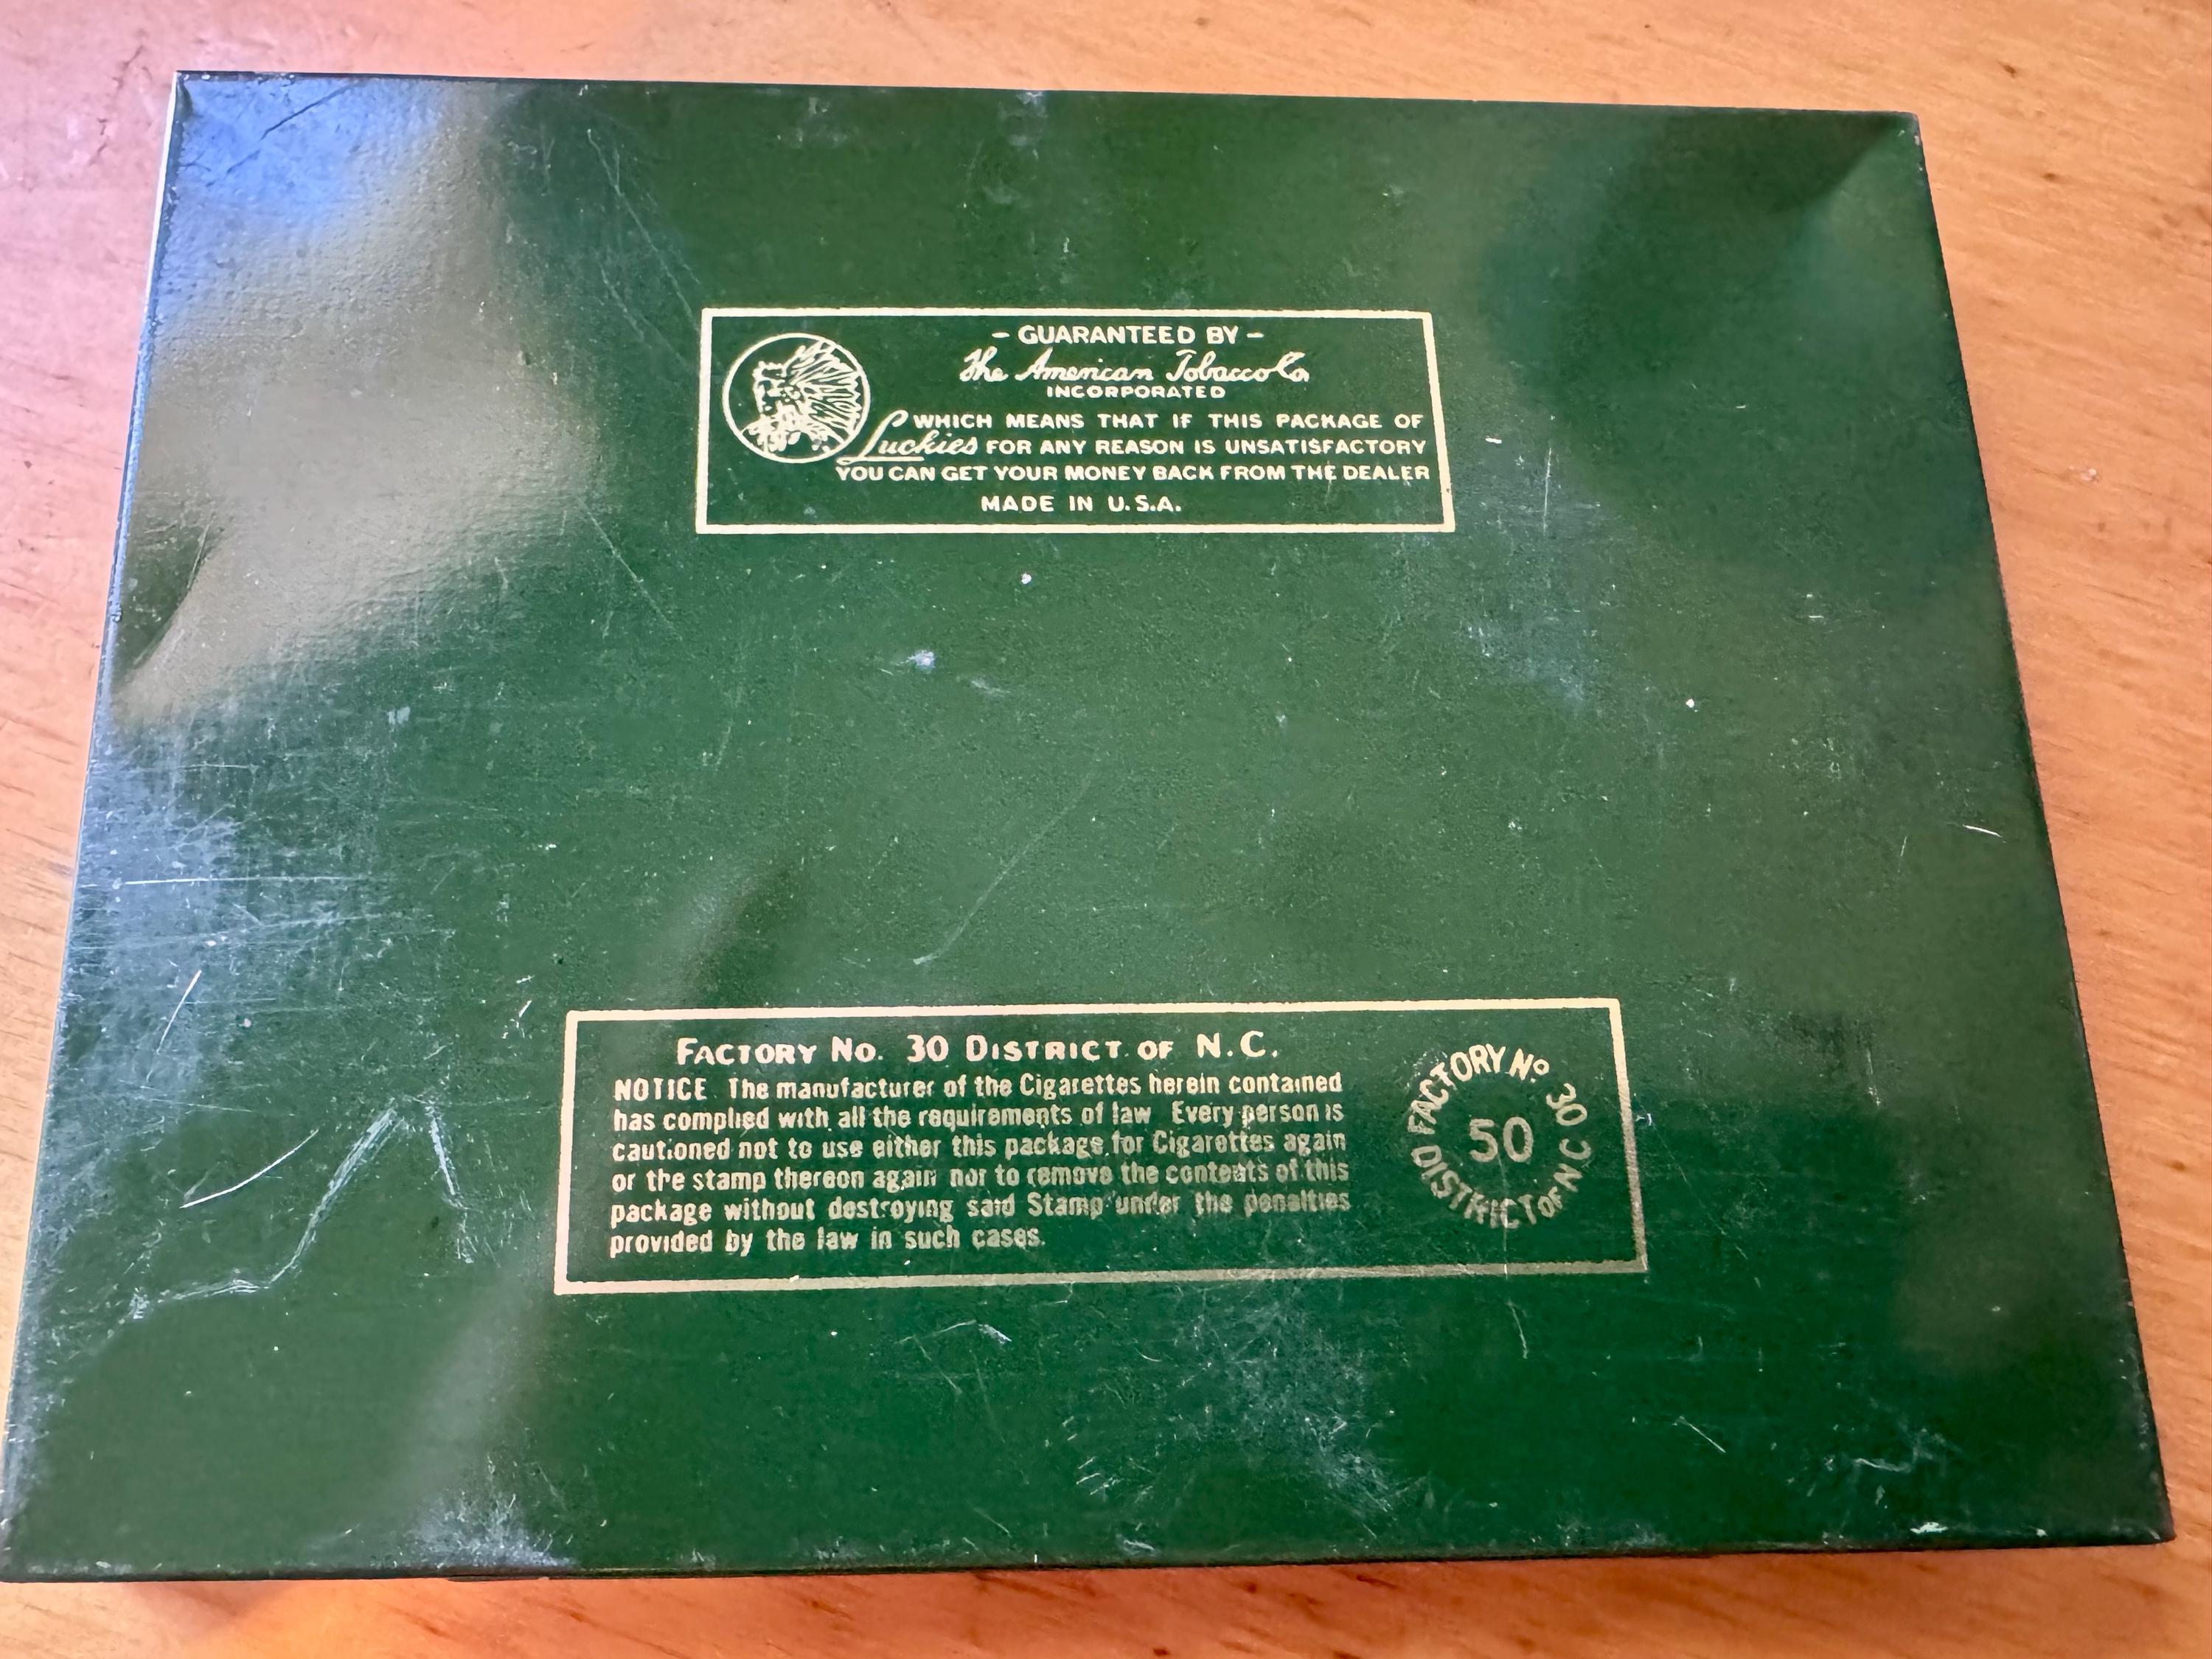 - GUARANTEED BY -
The American Tobacco Co.
INCORPORATED
WHICH MEANS THAT IF THIS PACKAGE OF
Luckies FOR ANY REASON IS UNSATISFACTORY
YOU CAN GET YOUR MONEY BACK FROM THE DEALER
MADE IN U.S.A.
FACTORY No. 30 DISTRICT OF N.C.
NOTICE The manufacturer of the Cigarettes herein contained
has complied with all the requirements of law Every person is
cautioned not to use either this package for Cigarettes again
or the stamp thereon again nor to remove the contents of this
package without destroying said Stamp under the penalties
provided by the law in such cases.
FACTORY No. 30
50
DISTRICT OF N C